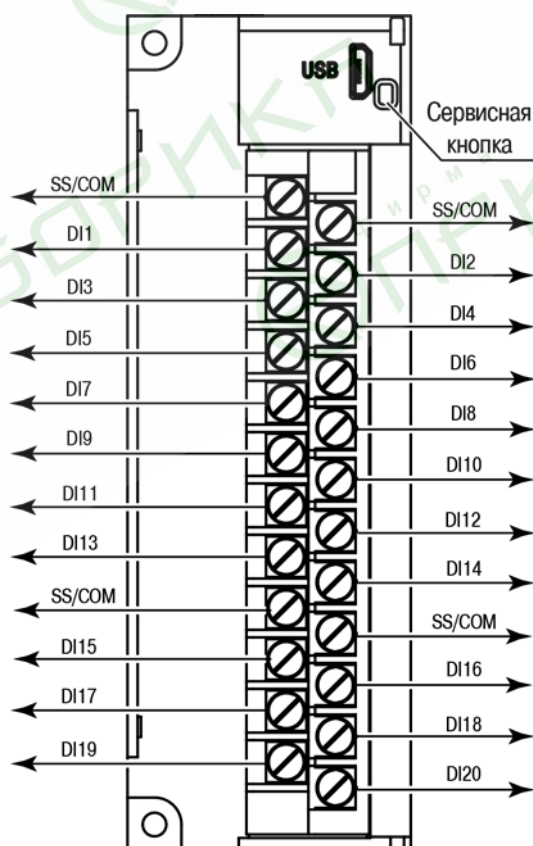 USB
Сервисная
кнопка
SS/COM
SS/COM
DI1
DI2
DI3
DI4
DI5
DI6
DI7
DI8
DI9
DI10
DI11
DI12
DI13
DI14
SS/COM
SS/COM
DI15
DI16
DI17
DI18
DI19
DI20